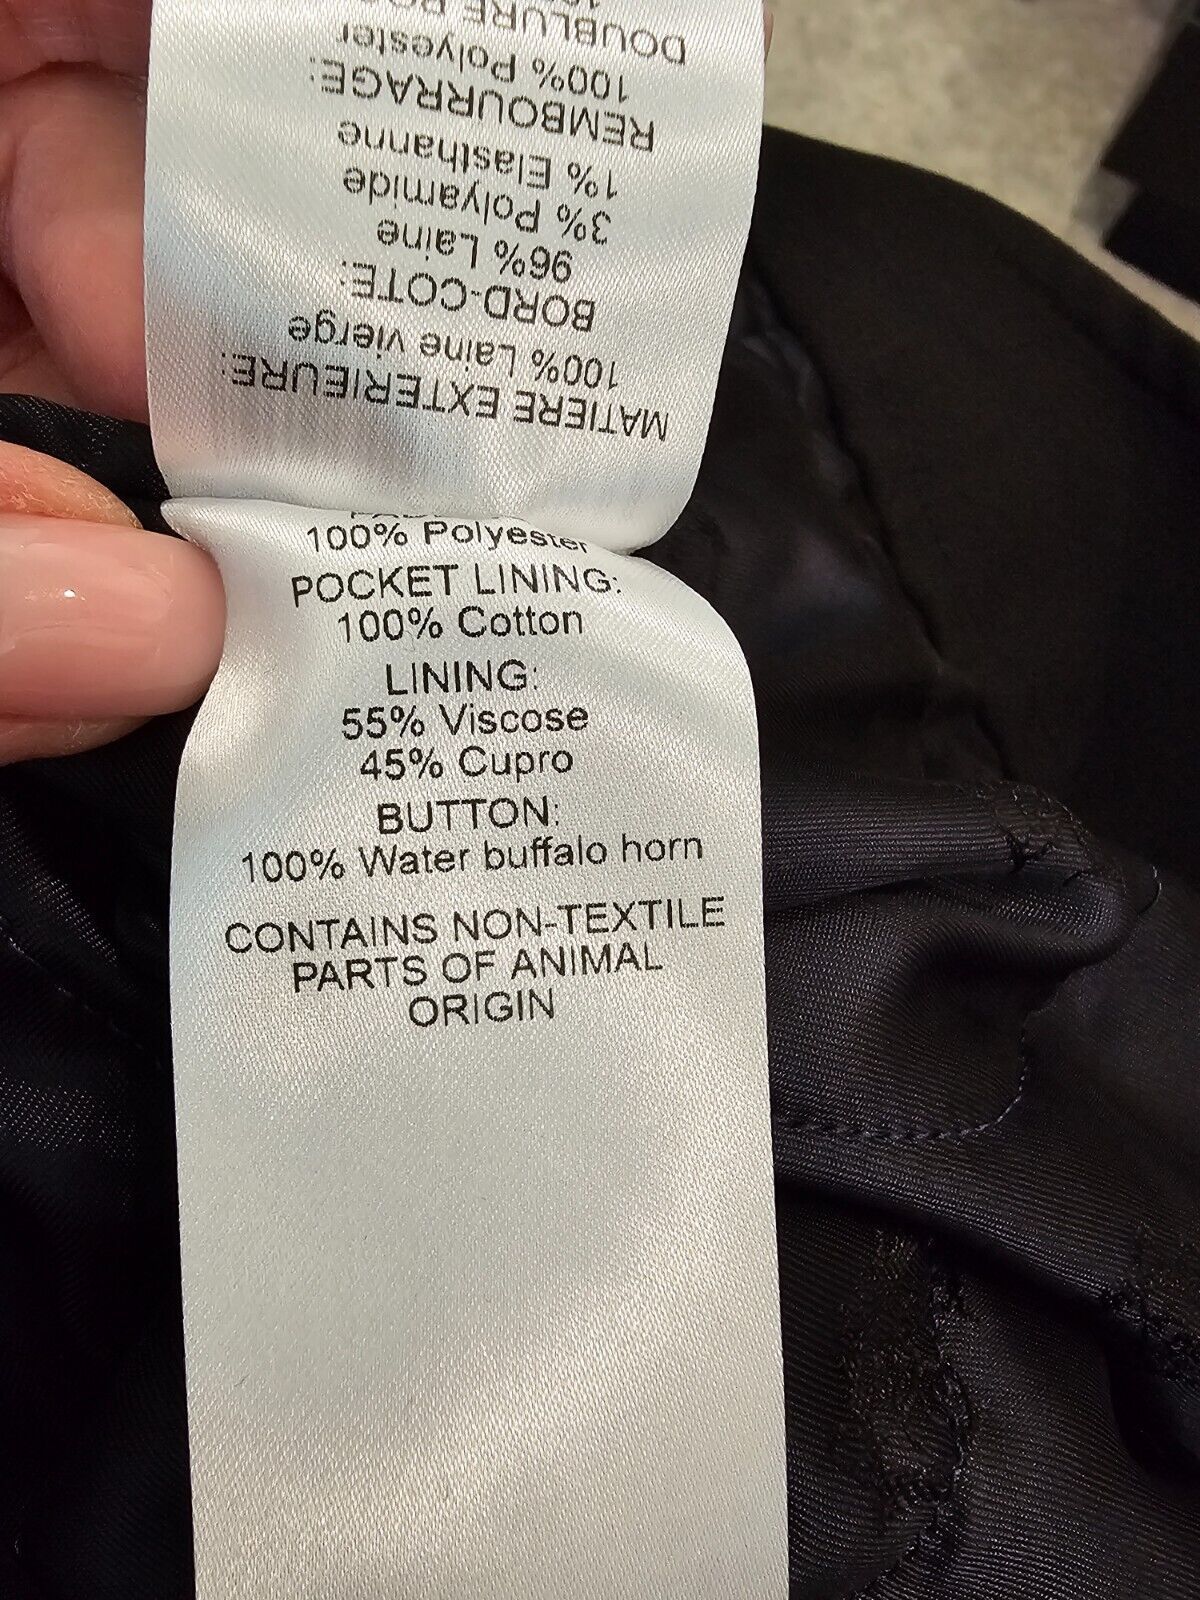 MATIERE EXTERIEURE:
100% Laine vierge
BORD-COTE:
96% Laine
3% Polyamide
1% Elasthanne
REMBOURRAGE:
100% Polyester
DOUBLURE
100% Polyester
POCKET LINING:
100% Cotton
LINING:
55% Viscose
45% Cupro
BUTTON:
100% Water buffalo horn
CONTAINS NON-TEXTILE
PARTS OF ANIMAL
ORIGIN